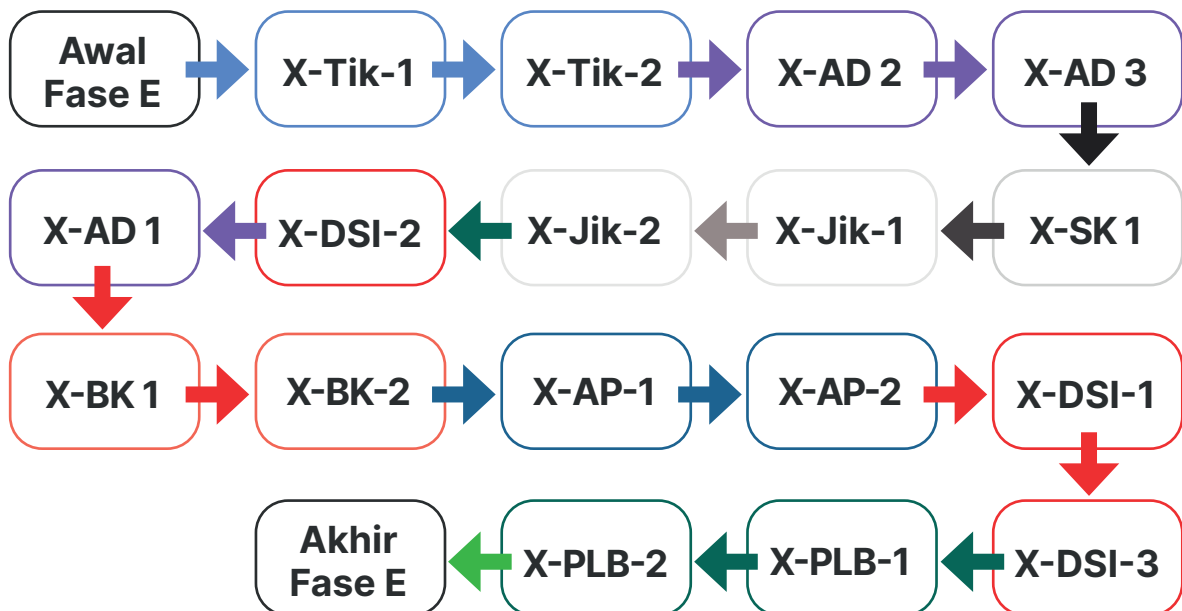 Awal
Fase E
X-Tik-1
X-Tik-2
X-AD 2
X-AD 3
X-AD 1
X-DSI-2
X-Jik-2
X-Jik-1
X-SK 1
X-BK 1
X-BK-2
X-AP-1
X-AP-2
X-DSI-1
Akhir
Fase E
X-PLB-2
X-PLB-1
X-DSI-3